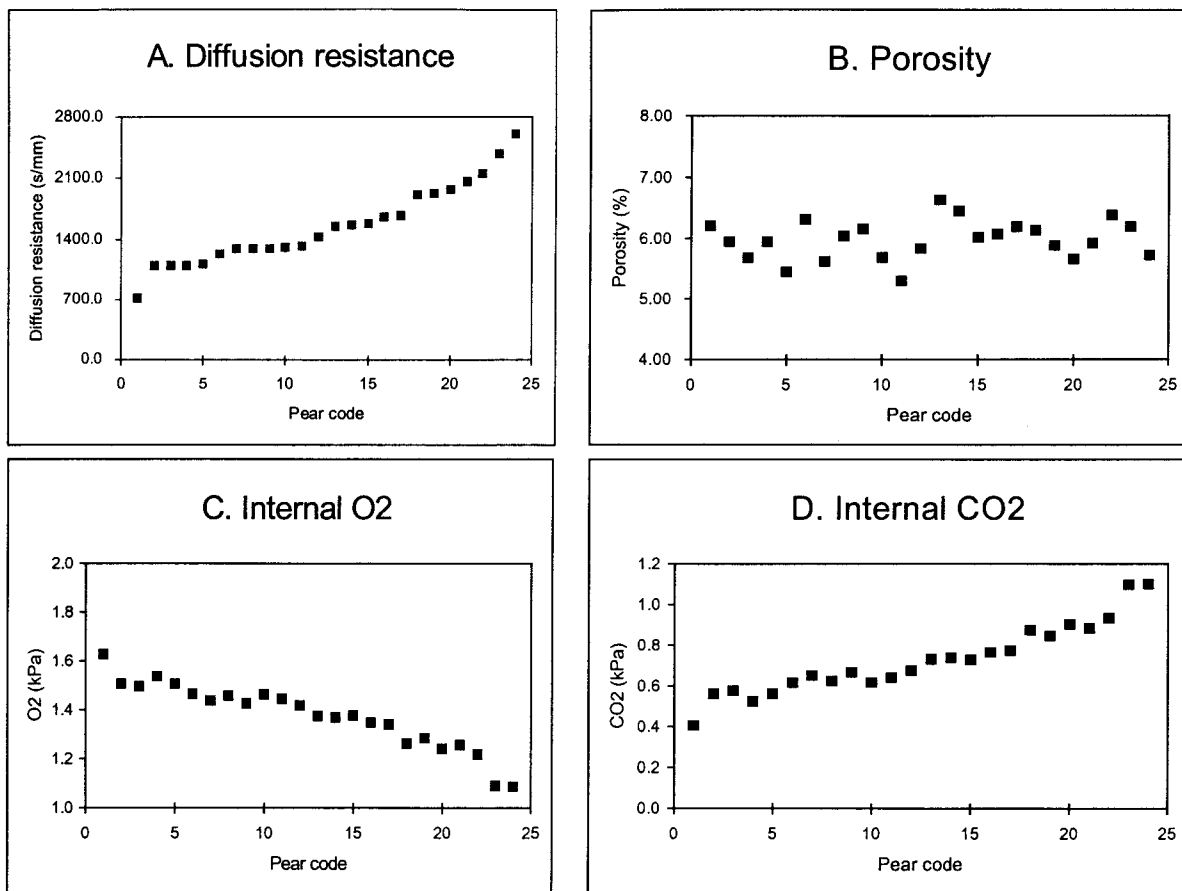 A. Diffusion resistance
Diffusion resistance (s/mm)
2800.0
2100.0
1400.0
700.0
0.0
0 5 10 15 20 25
Pear code
B. Porosity
Porosity (%)
8.00
7.00
6.00
5.00
4.00
0 5 10 15 20 25
Pear code
C. Internal O2
O2 (kPa)
2.0
1.8
1.6
1.4
1.2
1.0
0 5 10 15 20 25
Pear code
D. Internal CO2
CO2 (kPa)
1.2
1.0
0.8
0.6
0.4
0.2
0.0
0 5 10 15 20 25
Pear code